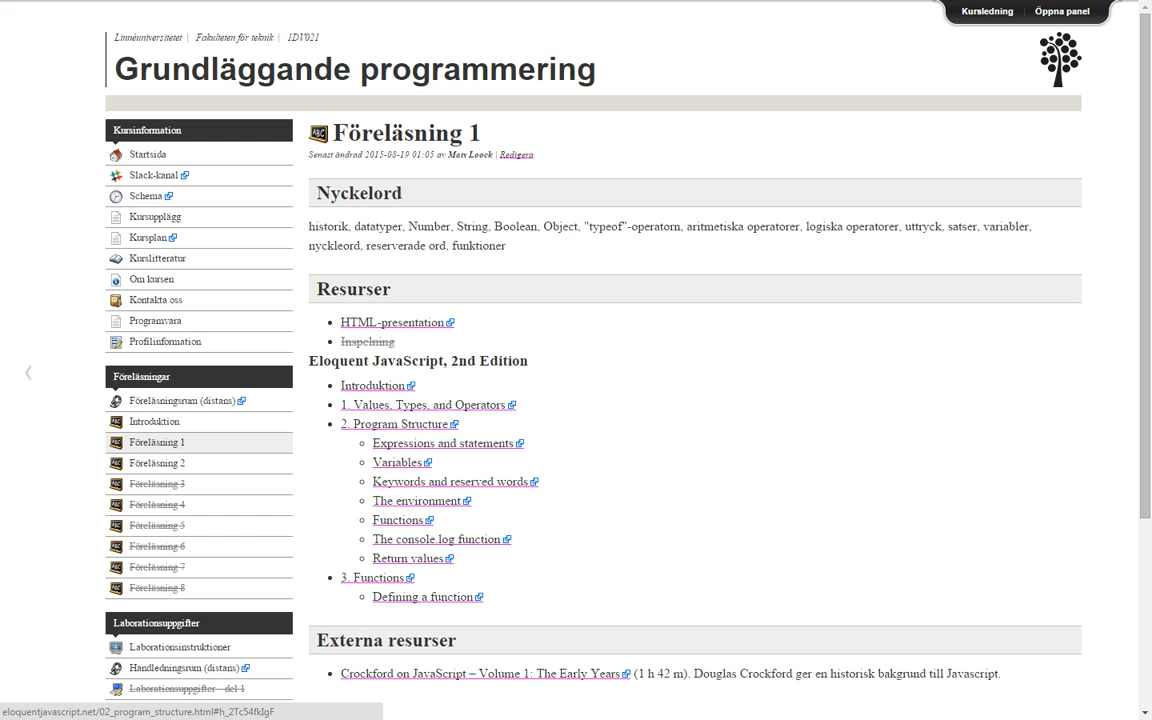 Kursledning | Öppna panel
Linnéuniversitetet | Fakulteten för teknik | 1DV021
Grundläggande programmering
Kursinformation
Startsida
Slack-kanal
Schema
Kursupplägg
Kursplan
Kurslitteratur
Om kursen
Kontakta oss
Programvara
Profilinformation
Föreläsningar
Föreläsningsrum (distans)
Introduktion
Föreläsning 1
Föreläsning 2
Föreläsning 3
Föreläsning 4
Föreläsning 5
Föreläsning 6
Föreläsning 7
Föreläsning 8
Laborationsuppgifter
Laborationsinstruktioner
Handledningsrum (distans)
Laborationsuppgifter - del 1
ABC Föreläsning 1
Senast ändrad 2015-08-19 01:05 av Mats Loock | Redigera
Nyckelord
historik, datatyper, Number, String, Boolean, Object, "typeof"-operatorn, aritmetiska operatorer, logiska operatorer, uttryck, satser, variabler,
nyckleord, reserverade ord, funktioner
Resurser
HTML-presentation
Inspelning
Eloquent JavaScript, 2nd Edition
Introduktion
1. Values, Types, and Operators
2. Program Structure
Expressions and statements
Variables
Keywords and reserved words
The environment
Functions
The console.log function
Return values
3. Functions
Defining a function
Externa resurser
Crockford on JavaScript – Volume 1: The Early Years (1 h 42 m). Douglas Crockford ger en historisk bakgrund till Javascript.
eloquentjavascript.net/02_program_structure.html#h_2Tc54fkIgF